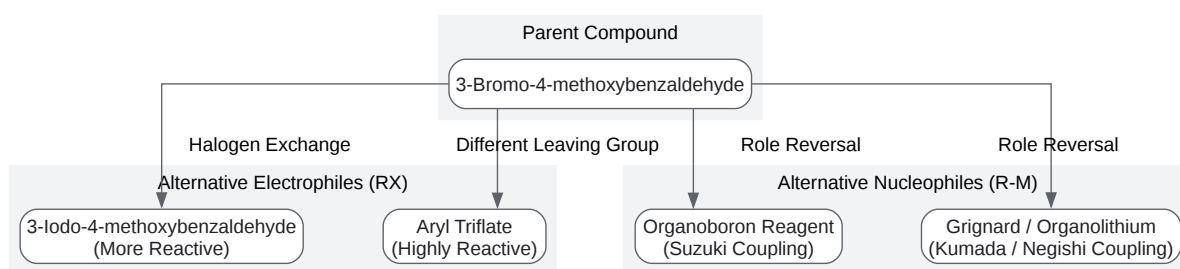 Parent Compound
3-Bromo-4-methoxybenzaldehyde
Halogen Exchange
Different Leaving Group
Role Reversal
Role Reversal
Alternative Electrophiles (RX)
Alternative Nucleophiles (R-M)
3-Iodo-4-methoxybenzaldehyde
(More Reactive)
Aryl Triflate
(Highly Reactive)
Organoboron Reagent
(Suzuki Coupling)
Grignard / Organolithium
(Kumada / Negishi Coupling)